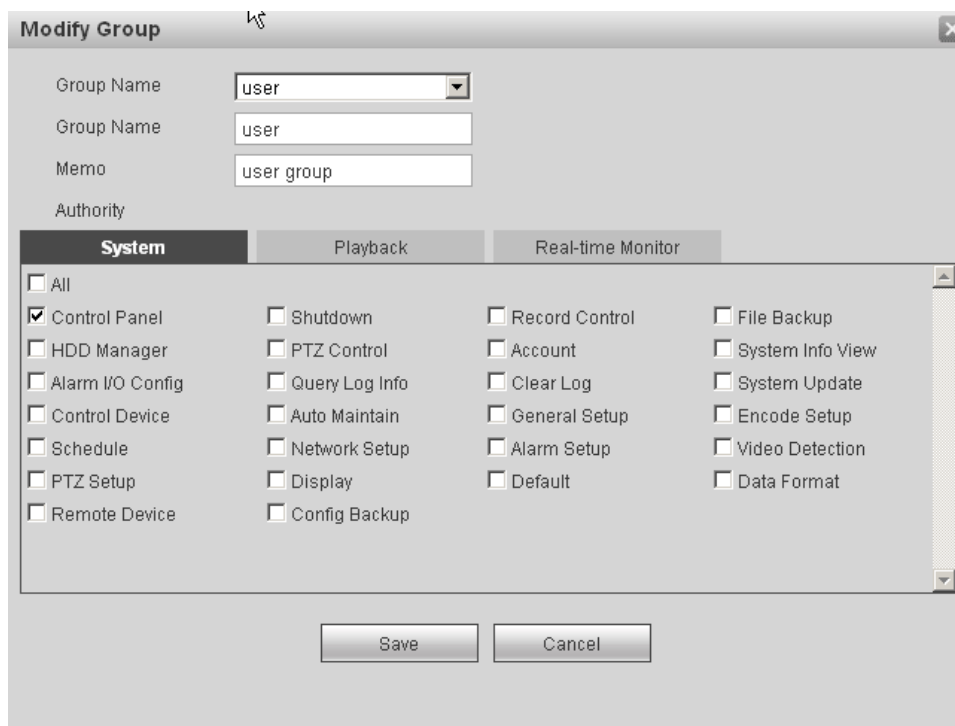 Modify Group
Group Name user
Group Name user
Memo user group
Authority
System Playback Real-time Monitor
All
Control Panel Shutdown Record Control File Backup
HDD Manager PTZ Control Account System Info View
Alarm I/O Config Query Log Info Clear Log System Update
Control Device Auto Maintain General Setup Encode Setup
Schedule Network Setup Alarm Setup Video Detection
PTZ Setup Display Default Data Format
Remote Device Config Backup
Save Cancel